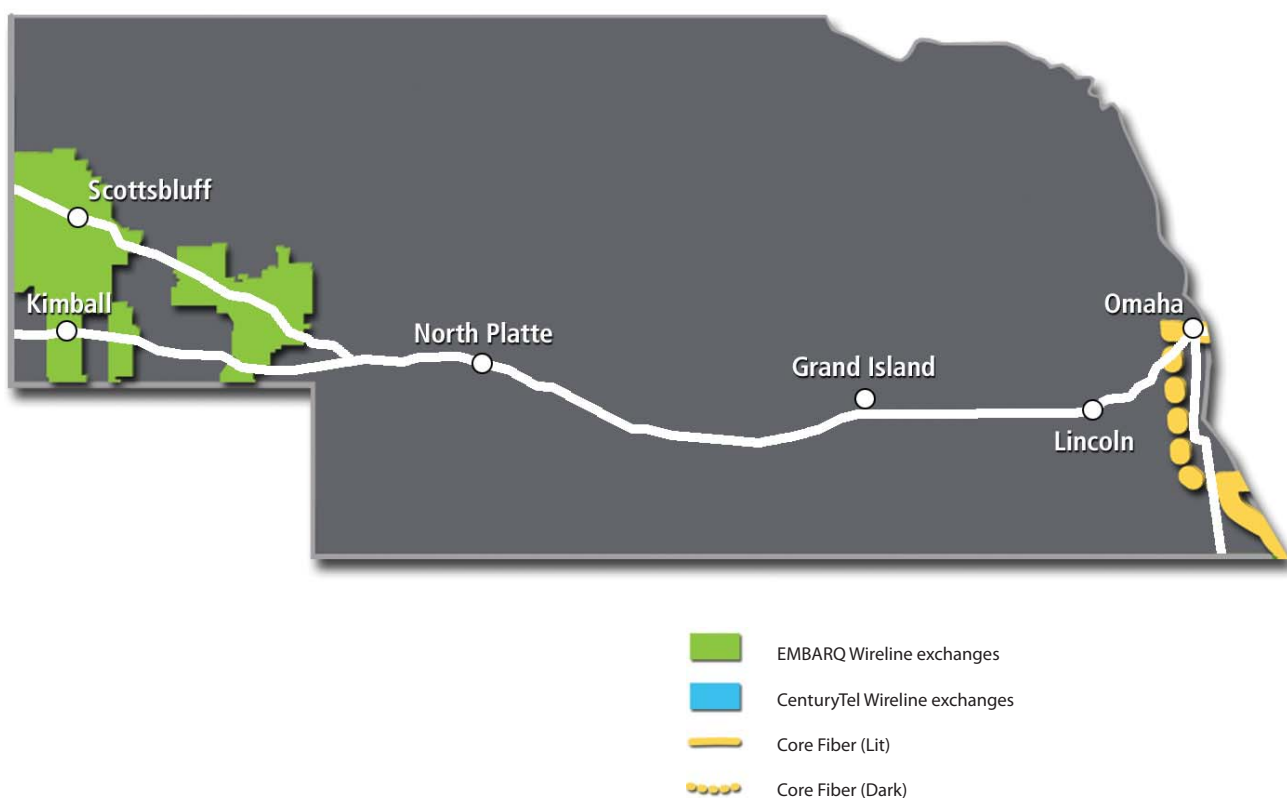 Scottsbluff
Kimball
Omaha
North Platte
Grand Island
Lincoln
EMBARQ Wireline exchanges
CenturyTel Wireline exchanges
Core Fiber (Lit)
Core Fiber (Dark)